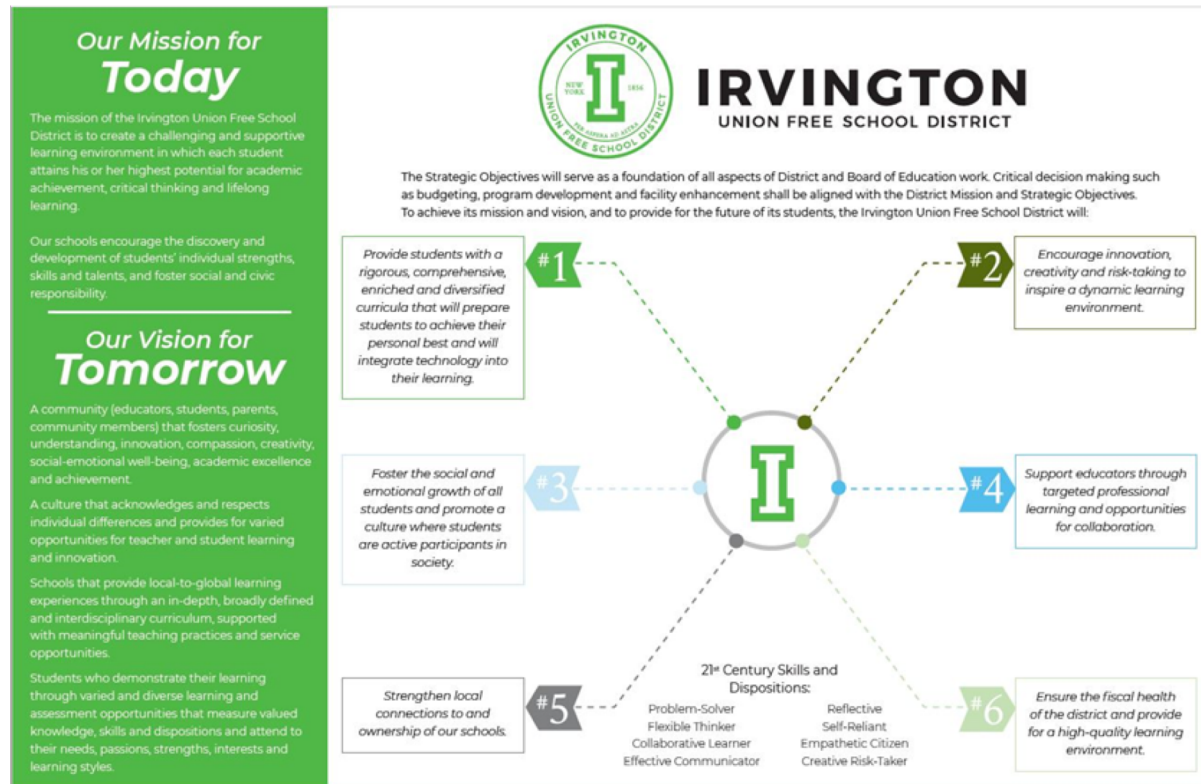 Our Mission for
Today
The mission of the Irvington Union Free School
District is to create a challenging and supportive
learning environment in which each student
attains his or her highest potential for academic
achievement, critical thinking and lifelong
learning.
Our schools encourage the discovery and
development of students' individual strengths,
skills and talents, and foster social and civic
responsibility.
Our Vision for
Tomorrow
A community (educators, students, parents,
community members) that fosters curiosity,
understanding, innovation, compassion, creativity,
social-emotional well-being, academic excellence
and achievement.
A culture that acknowledges and respects
individual differences and provides for varied
opportunities for teacher and student learning
and innovation.
Schools that provide local-to-global learning
experiences through an in-depth, broadly defined
and interdisciplinary curriculum, supported
with meaningful teaching practices and service
opportunities.
Students who demonstrate their learning
through varied and diverse learning and
assessment opportunities that measure valued
knowledge, skills and dispositions and attend to
their needs, passions, strengths, interests and
learning styles.
IRVINGTON
NEW YORK
I
1856
PER ASPERA AD ASTRA
UNION FREE SCHOOL DISTRICT
IRVINGTON
UNION FREE SCHOOL DISTRICT
The Strategic Objectives will serve as a foundation of all aspects of District and Board of Education work. Critical decision making such
as budgeting, program development and facility enhancement shall be aligned with the District Mission and Strategic Objectives.
To achieve its mission and vision, and to provide for the future of its students, the Irvington Union Free School District will:
#1
Provide students with a
rigorous, comprehensive,
enriched and diversified
curricula that will prepare
students to achieve their
personal best and will
integrate technology into
their learning.
#2
Encourage innovation,
creativity and risk-taking to
inspire a dynamic learning
environment.
#3
Foster the social and
emotional growth of all
students and promote a
culture where students
are active participants in
society.
I
#4
Support educators through
targeted professional
learning and opportunities
for collaboration.
#5
Strengthen local
connections to and
ownership of our schools.
21st Century Skills and
Dispositions:
Problem-Solver
Flexible Thinker
Collaborative Learner
Effective Communicator
Reflective
Self-Reliant
Empathetic Citizen
Creative Risk-Taker
#6
Ensure the fiscal health
of the district and provide
for a high-quality learning
environment.